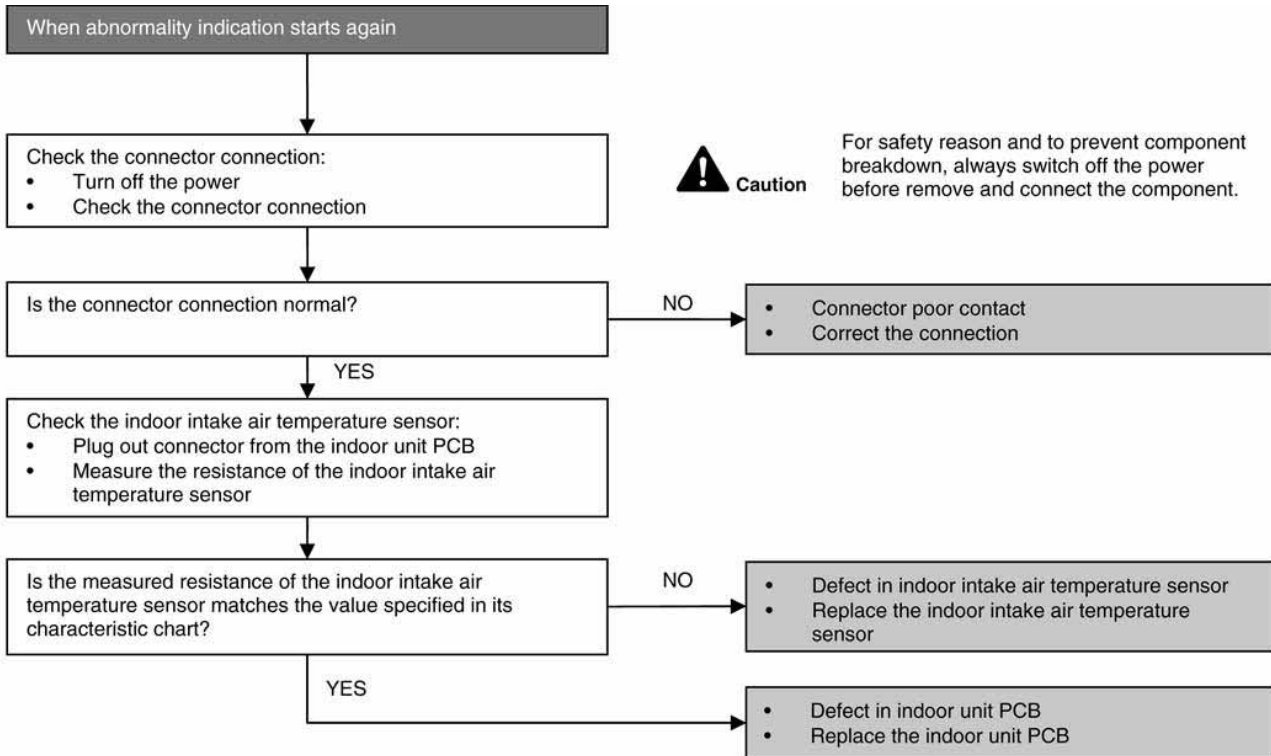 When abnormality indication starts again
Check the connector connection:
• Turn off the power
• Check the connector connection
Caution
For safety reason and to prevent component
breakdown, always switch off the power
before remove and connect the component.
Is the connector connection normal?
NO
• Connector poor contact
• Correct the connection
YES
Check the indoor intake air temperature sensor:
• Plug out connector from the indoor unit PCB
• Measure the resistance of the indoor intake air
temperature sensor
Is the measured resistance of the indoor intake air
temperature sensor matches the value specified in its
characteristic chart?
NO
• Defect in indoor intake air temperature sensor
• Replace the indoor intake air temperature
sensor
YES
• Defect in indoor unit PCB
• Replace the indoor unit PCB